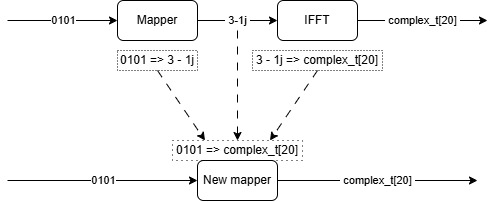 0101
Mapper
3-1j
IFFT
complex_t[20]
0101 => 3 - 1j
3 - 1j => complex_t[20]
0101 => complex_t[20]
0101
New mapper
complex_t[20]